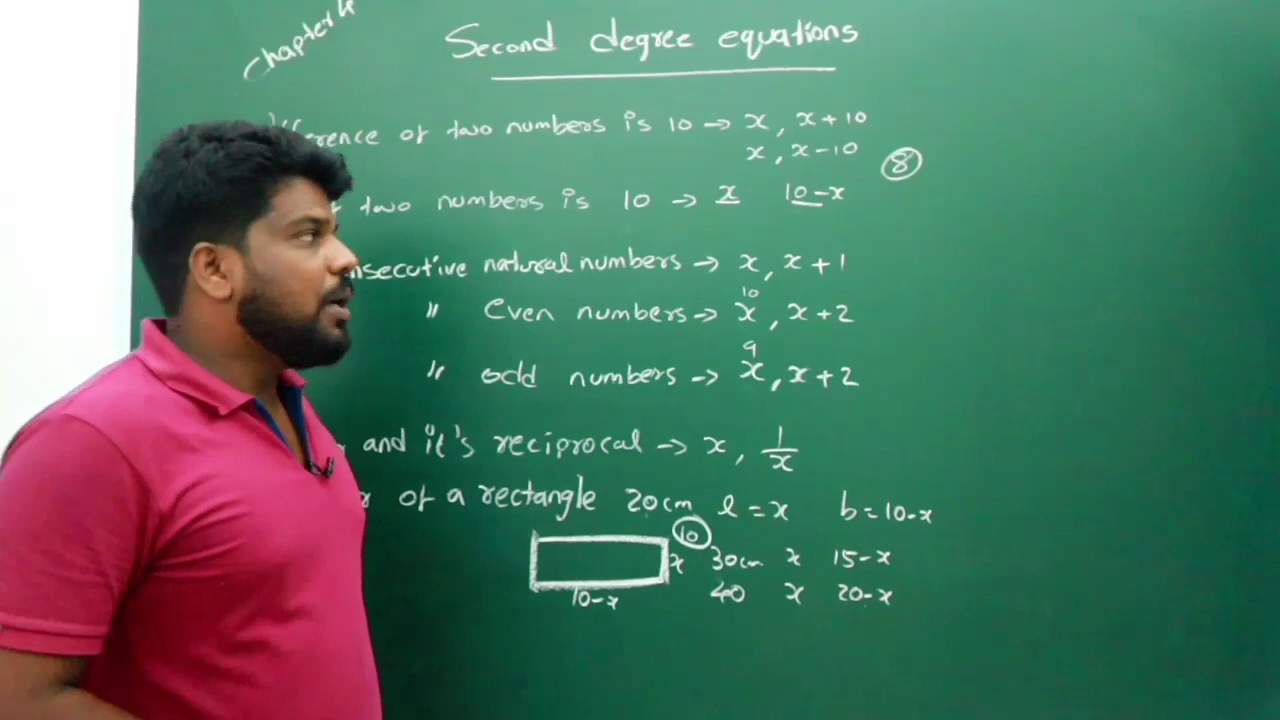 Chapter 4
Second degree equations
difference of two numbers is 10 → x, x+10
x, x-10
8
two numbers is 10 → x 10-x
nsecutive natural numbers → x, x+1
10
" Even numbers → x, x+2
9
" odd numbers → x, x+2
and it's reciprocal → x, 1/x
r of a rectangle 20cm l = x b = 10-x
10
x 30cm x 15-x
10-x 40 x 20-x